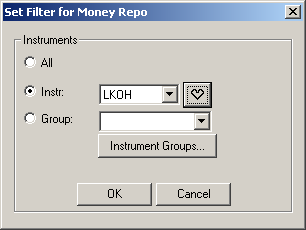 Set Filter for Money Repo
Instruments
All
Instr: LKOH
Group:
Instrument Groups...
OK Cancel